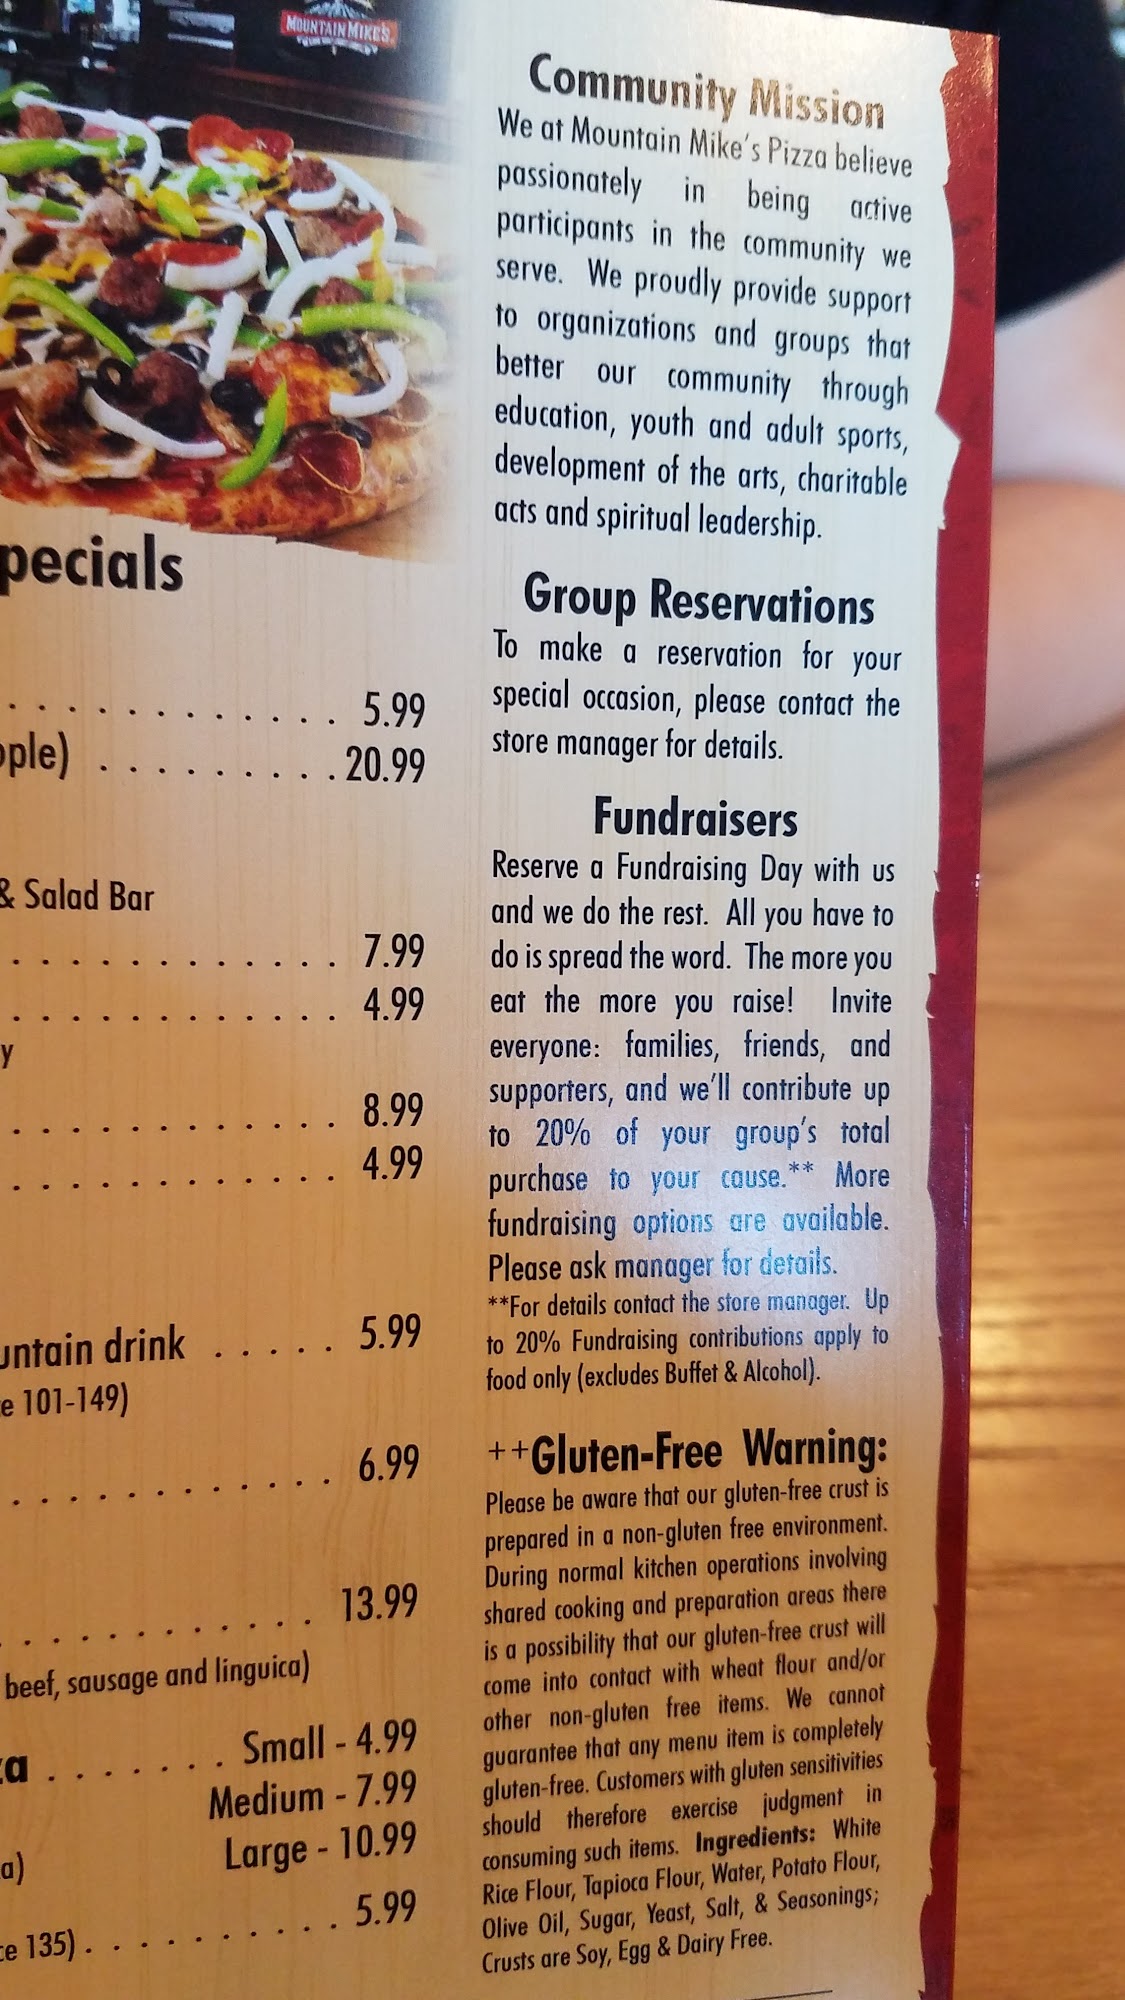 MOUNTAIN MIKE'S
pecials
5.99
ople) . . . . . . . . . 20.99
& Salad Bar
7.99
4.99
y
8.99
4.99
untain drink . . . . . 5.99
e 101-149)
6.99
13.99
beef, sausage and linguica)
za . . . . . . . Small - 4.99
Medium - 7.99
Large - 10.99
a)
5.99
ce 135)
Community Mission
We at Mountain Mike's Pizza believe
passionately in being active
participants in the community we
serve. We proudly provide support
to organizations and groups that
better our community through
education, youth and adult sports,
development of the arts, charitable
acts and spiritual leadership.
Group Reservations
To make a reservation for your
special occasion, please contact the
store manager for details.
Fundraisers
Reserve a Fundraising Day with us
and we do the rest. All you have to
do is spread the word. The more you
eat the more you raise! Invite
everyone: families, friends, and
supporters, and we'll contribute up
to 20% of your group's total
purchase to your cause.** More
fundraising options are available.
Please ask manager for details.
**For details contact the store manager. Up
to 20% Fundraising contributions apply to
food only (excludes Buffet & Alcohol).
++Gluten-Free Warning:
Please be aware that our gluten-free crust is
prepared in a non-gluten free environment.
During normal kitchen operations involving
shared cooking and preparation areas there
is a possibility that our gluten-free crust will
come into contact with wheat flour and/or
other non-gluten free items. We cannot
guarantee that any menu item is completely
gluten-free. Customers with gluten sensitivities
should therefore exercise judgment in
consuming such items. Ingredients: White
Rice Flour, Tapioca Flour, Water, Potato Flour,
Olive Oil, Sugar, Yeast, Salt, & Seasonings;
Crusts are Soy, Egg & Dairy Free.